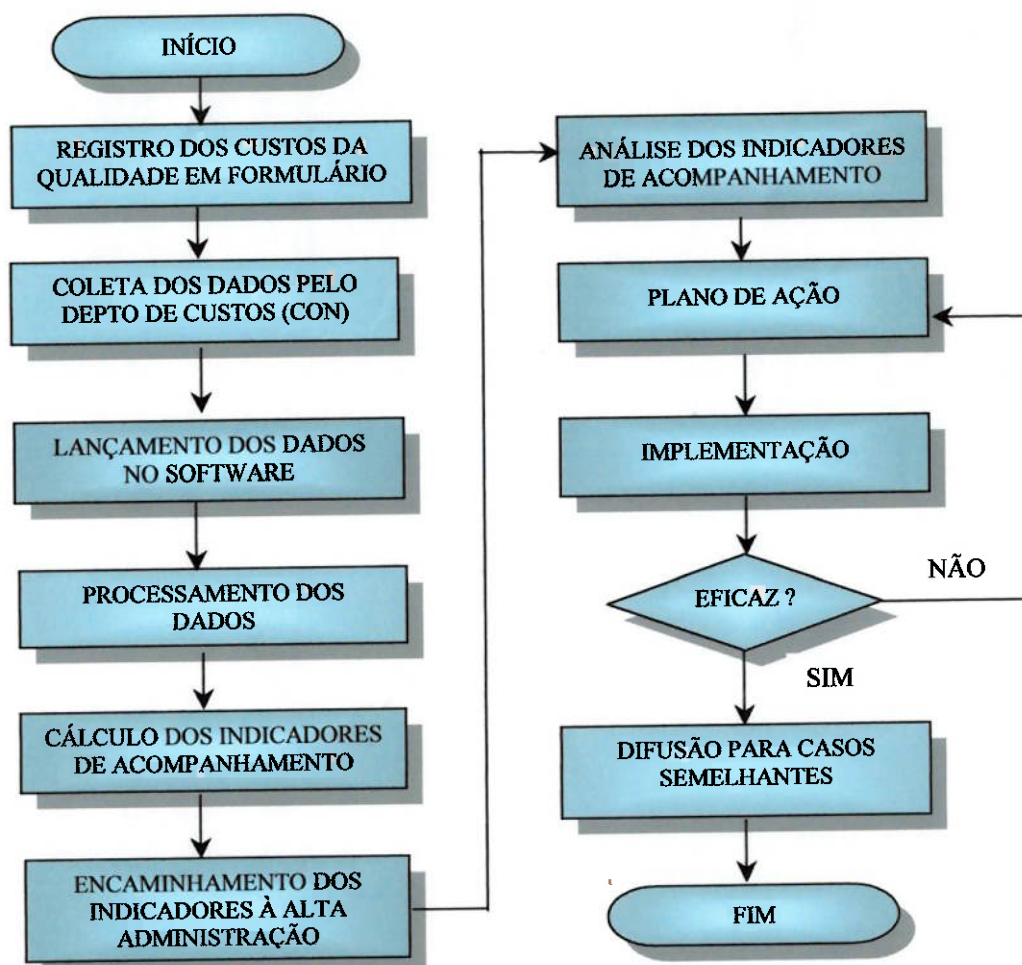 INÍCIO
REGISTRO DOS CUSTOS DA
QUALIDADE EM FORMULÁRIO
COLETA DOS DADOS PELO
DEPTO DE CUSTOS (CON)
LANÇAMENTO DOS DADOS
NO SOFTWARE
PROCESSAMENTO DOS
DADOS
CÁLCULO DOS INDICADORES
DE ACOMPANHAMENTO
ENCAMINHAMENTO DOS
INDICADORES À ALTA
ADMINISTRAÇÃO
ANÁLISE DOS INDICADORES
DE ACOMPANHAMENTO
PLANO DE AÇÃO
IMPLEMENTAÇÃO
EFICAZ ?
NÃO
SIM
DIFUSÃO PARA CASOS
SEMELHANTES
FIM